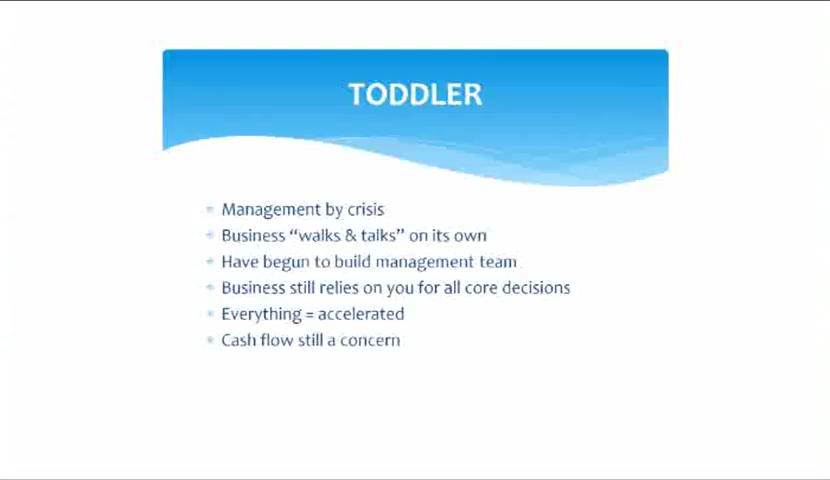 TODDLER
Management by crisis
Business “walks & talks” on its own
Have begun to build management team
Business still relies on you for all core decisions
Everything = accelerated
Cash flow still a concern